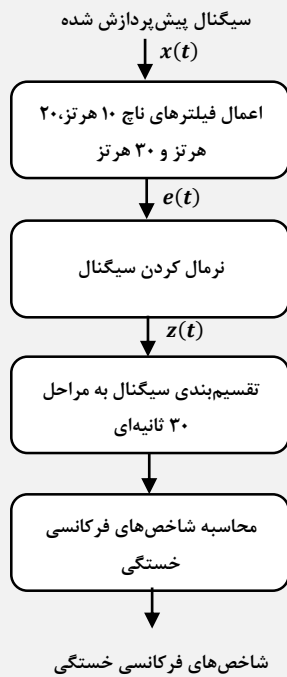 سیگنال پیش‌پردازش شده
x(t)
اعمال فیلترهای ناچ ۱۰ هرتز،۲۰
هرتز و ۳۰ هرتز
e(t)
نرمال کردن سیگنال
z(t)
تقسیم‌بندی سیگنال به مراحل
۳۰ ثانیه‌ای
محاسبه شاخص‌های فرکانسی
خستگی
شاخص‌های فرکانسی خستگی